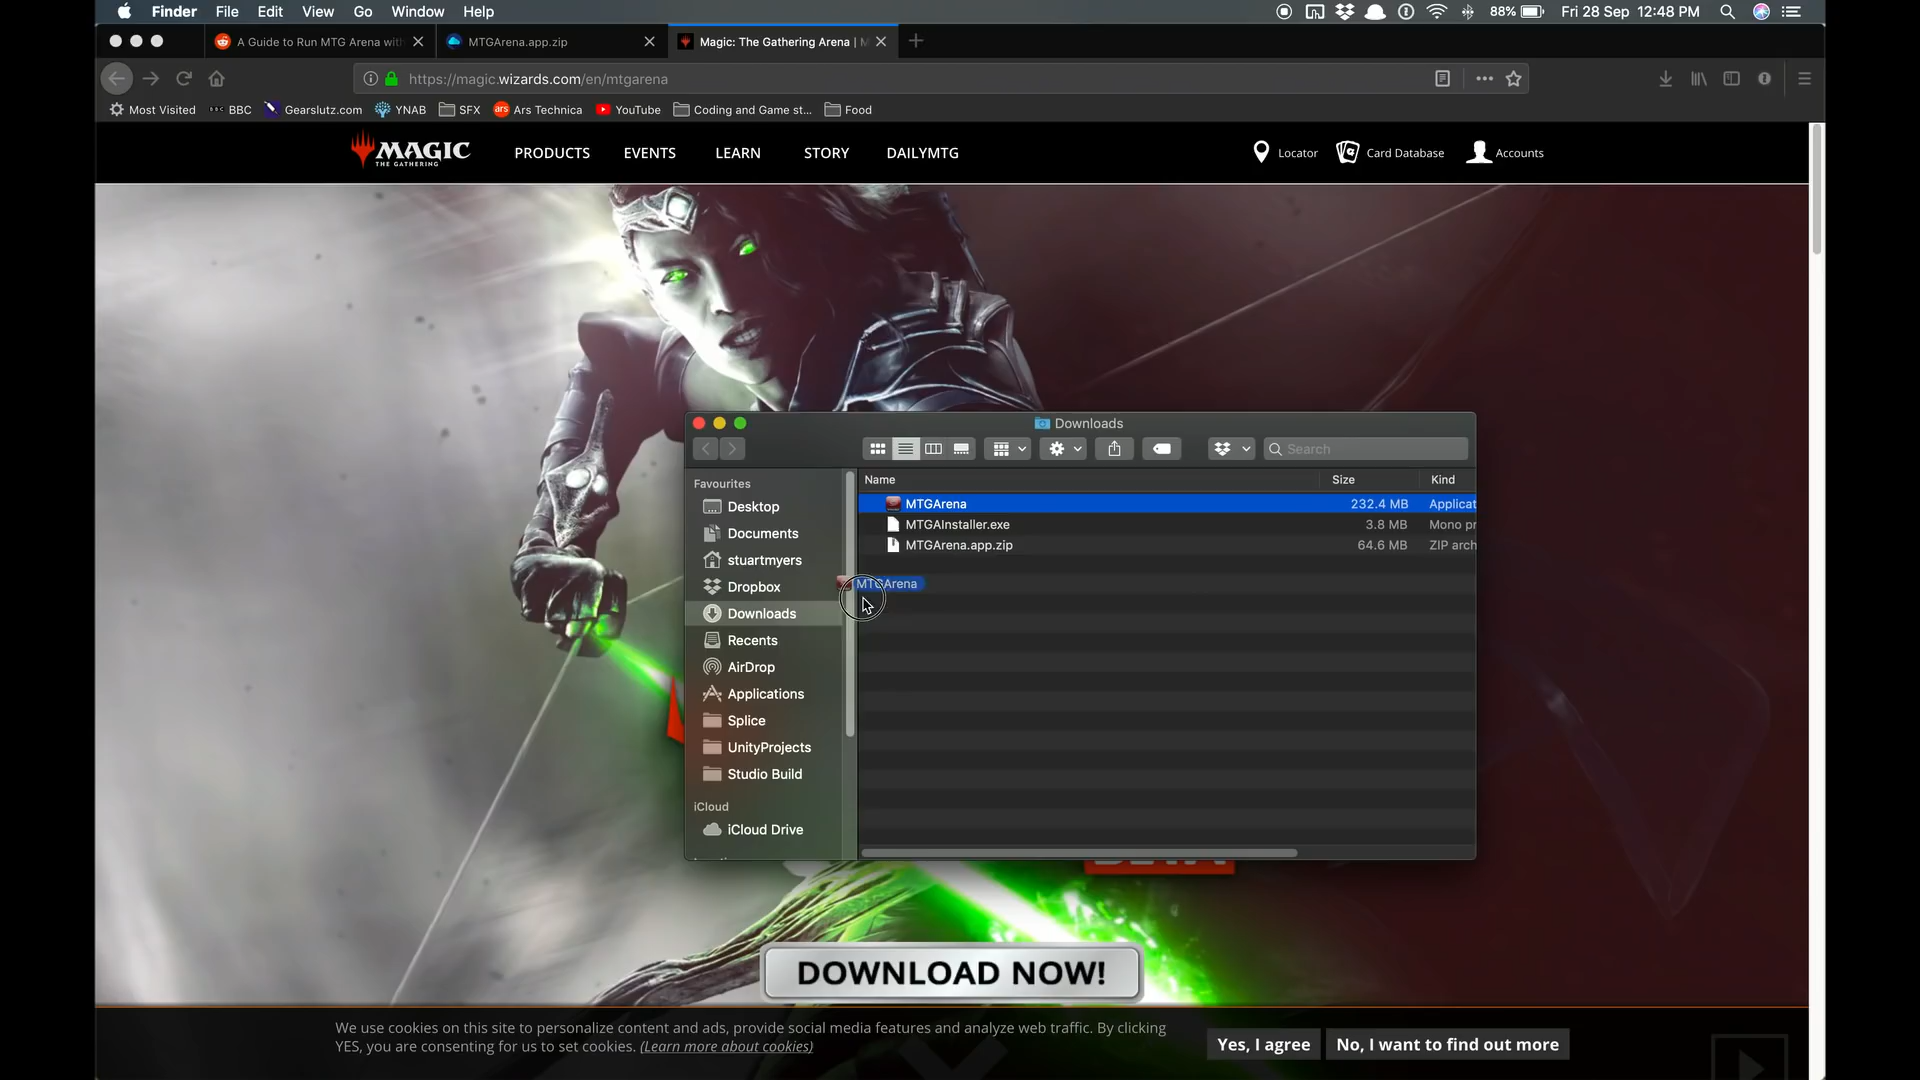 Finder File Edit View Go Window Help 88% Fri 28 Sep 12:48 PM
A Guide to Run MTG Arena with MTGArena.app.zip Magic: The Gathering Arena | M
https://magic.wizards.com/en/mtgarena
Most Visited BBC BBC Gearslutz.com YNAB SFX ars Ars Technica YouTube Coding and Game st... Food
MAGIC
THE GATHERING
PRODUCTS EVENTS LEARN STORY DAILYMTG Locator Card Database Accounts
Downloads
Search
Favourites
Desktop
Documents
stuartmyers
Dropbox
Downloads
Recents
AirDrop
Applications
Splice
UnityProjects
Studio Build
iCloud
iCloud Drive
Name Size Kind
MTGArena 232.4 MB Applicat
MTGAInstaller.exe 3.8 MB Mono pr
MTGArena.app.zip 64.6 MB ZIP arch
MTGArena
DOWNLOAD NOW!
We use cookies on this site to personalize content and ads, provide social media features and analyze web traffic. By clicking
YES, you are consenting for us to set cookies. (Learn more about cookies)
Yes, I agree No, I want to find out more